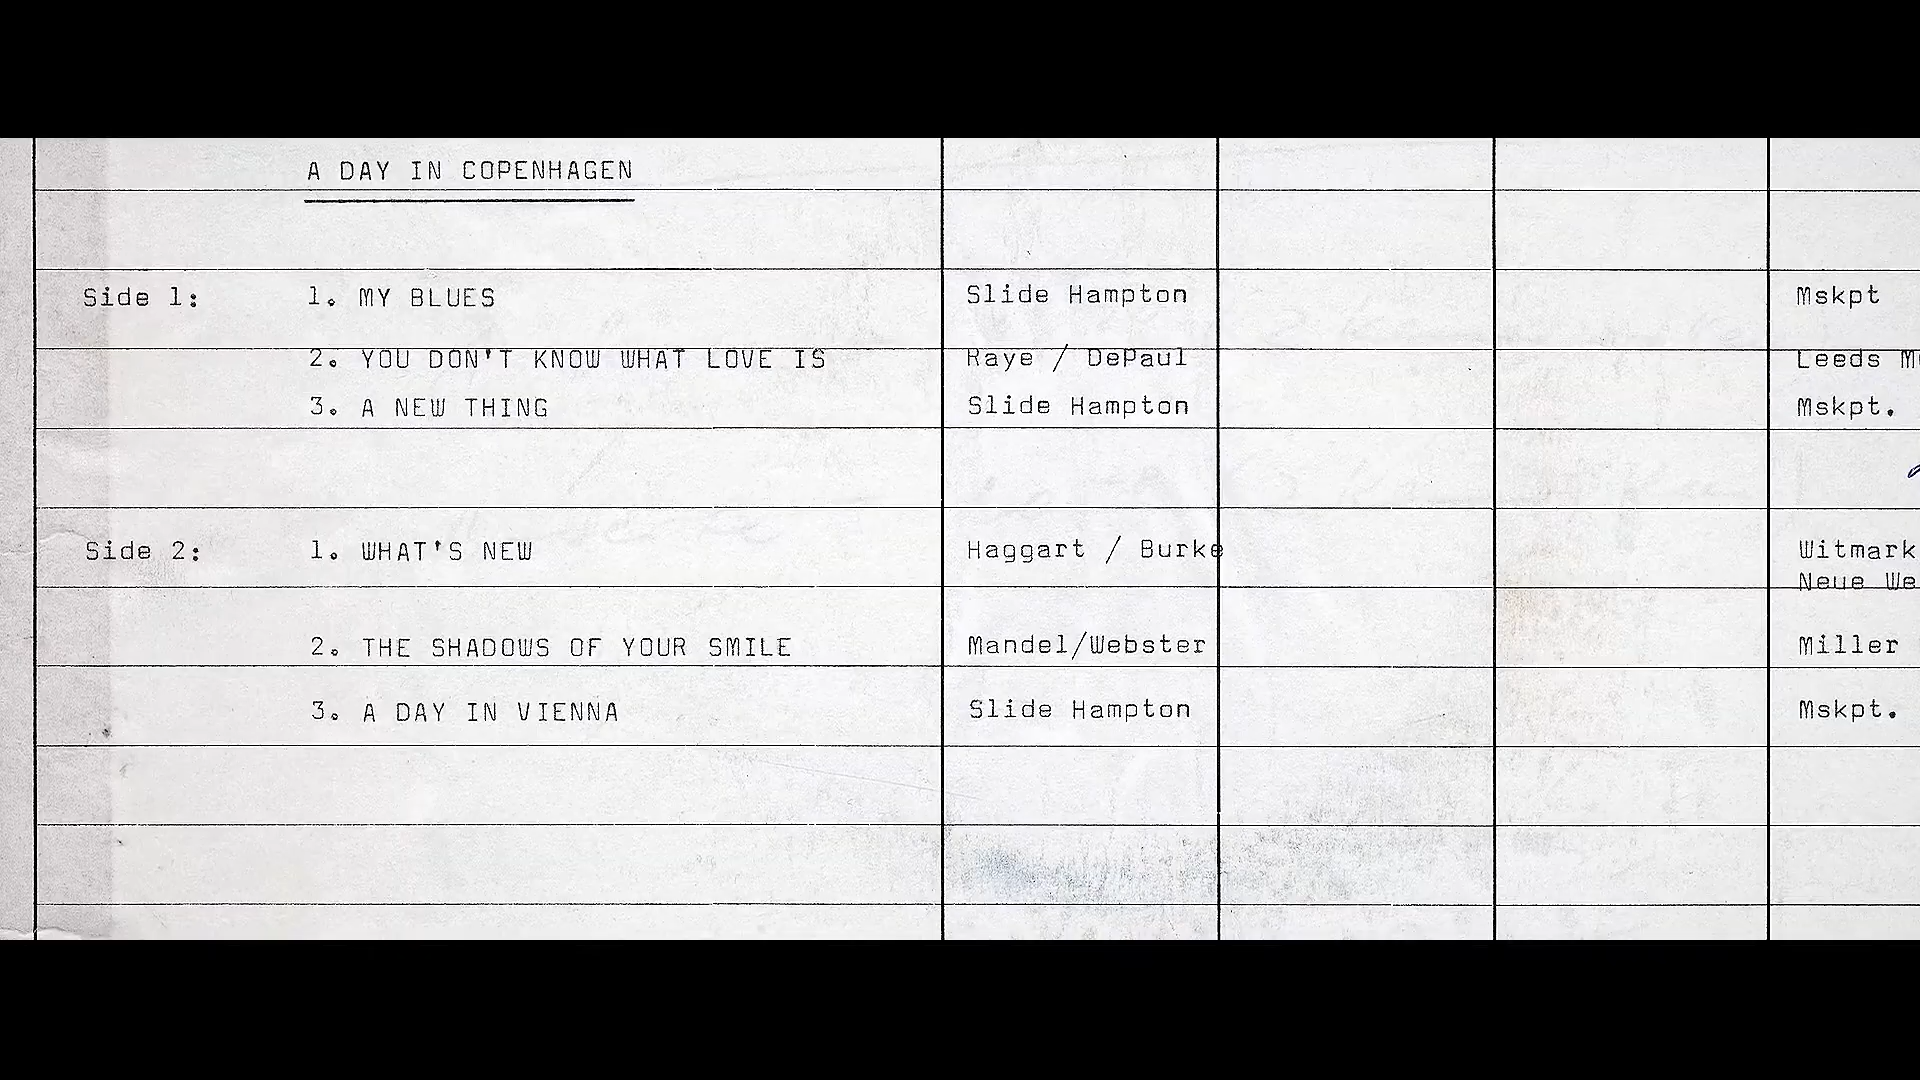 A DAY IN COPENHAGEN
Side 1: 1. MY BLUES Slide Hampton Mskpt
2. YOU DON'T KNOW WHAT LOVE IS Raye / DePaul Leeds
3. A NEW THING Slide Hampton Mskpt.
Side 2: 1. WHAT'S NEW Haggart / Burke Witmark
Neue We
2. THE SHADOWS OF YOUR SMILE Mandel/Webster Miller
3. A DAY IN VIENNA Slide Hampton Mskpt.